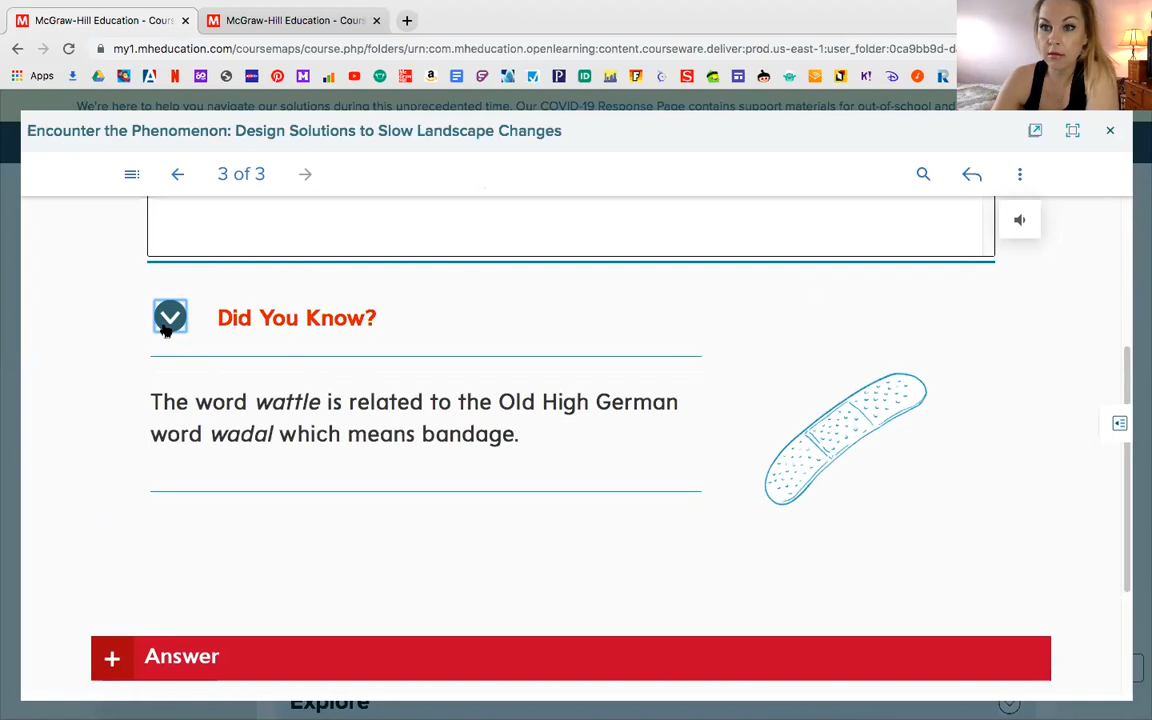 McGraw-Hill Education - Cours
McGraw-Hill Education - Cours
my1.mheducation.com/coursemaps/course.php/folders/urn:com.mheducation.openlearning:content.courseware.deliver:prod.us-east-1:user_folder:0ca9bb9d-d
Apps
We're here to help you navigate our solutions during this unprecedented time. Our COVID-19 Response Page contains support materials for out-of-school and
Encounter the Phenomenon: Design Solutions to Slow Landscape Changes
3 of 3
Did You Know?
The word wattle is related to the Old High German
word wadal which means bandage.
Answer
Explore